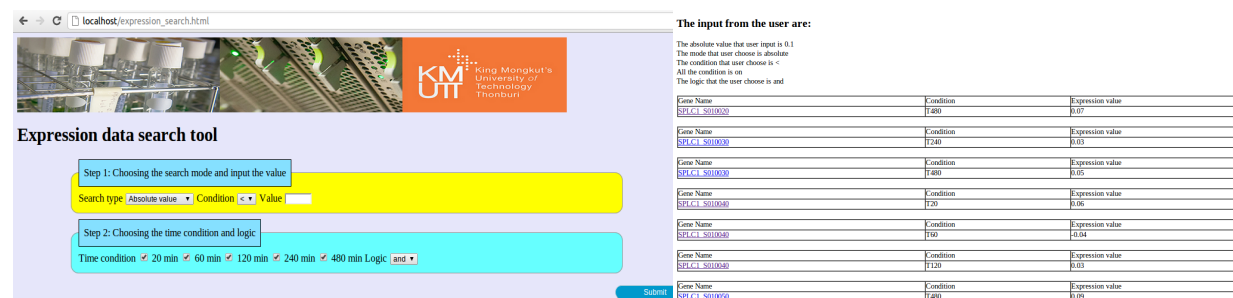 localhost/expression_search.html
KM
UTT
King Mongkut's
University of
Technology
Thonburi
Expression data search tool
Step 1: Choosing the search mode and input the value
Search type Absolute value Condition < Value
Step 2: Choosing the time condition and logic
Time condition 20 min 60 min 120 min 240 min 480 min Logic and
Submit
The input from the user are:
The absolute value that user input is 0.1
The mode that user choose is absolute
The condition that user choose is <
All the condition is on
The logic that the user choose is and
Gene Name Condition Expression value
SPLC1_S010020 T480 0.07
Gene Name Condition Expression value
SPLC1_S010030 T240 0.03
Gene Name Condition Expression value
SPLC1_S010030 T480 0.05
Gene Name Condition Expression value
SPLC1_S010040 T20 0.06
Gene Name Condition Expression value
SPLC1_S010040 T60 -0.04
Gene Name Condition Expression value
SPLC1_S010040 T120 0.03
Gene Name Condition Expression value
SPLC1_S010050 T480 0.09